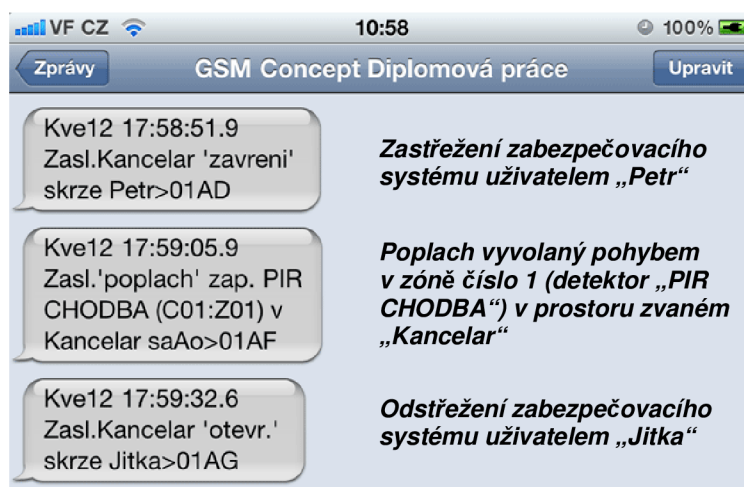 VF CZ 10:58 100%
Zprávy GSM Concept Diplomová práce Upravit
Kve12 17:58:51.9
Zasl.Kancelar 'zavreni'
skrze Petr>01AD
Zastřežení zabezpečovacího
systému uživatelem „Petr“
Kve12 17:59:05.9
Zasl.'poplach' zap. PIR
CHODBA (C01:Z01) v
Kancelar saAo>01AF
Poplach vyvolaný pohybem
v zóně číslo 1 (detektor „PIR
CHODBA“) v prostoru zvaném
„Kancelar“
Kve12 17:59:32.6
Zasl.Kancelar 'otevr.'
skrze Jitka>01AG
Odstřežení zabezpečovacího
systému uživatelem „Jitka“